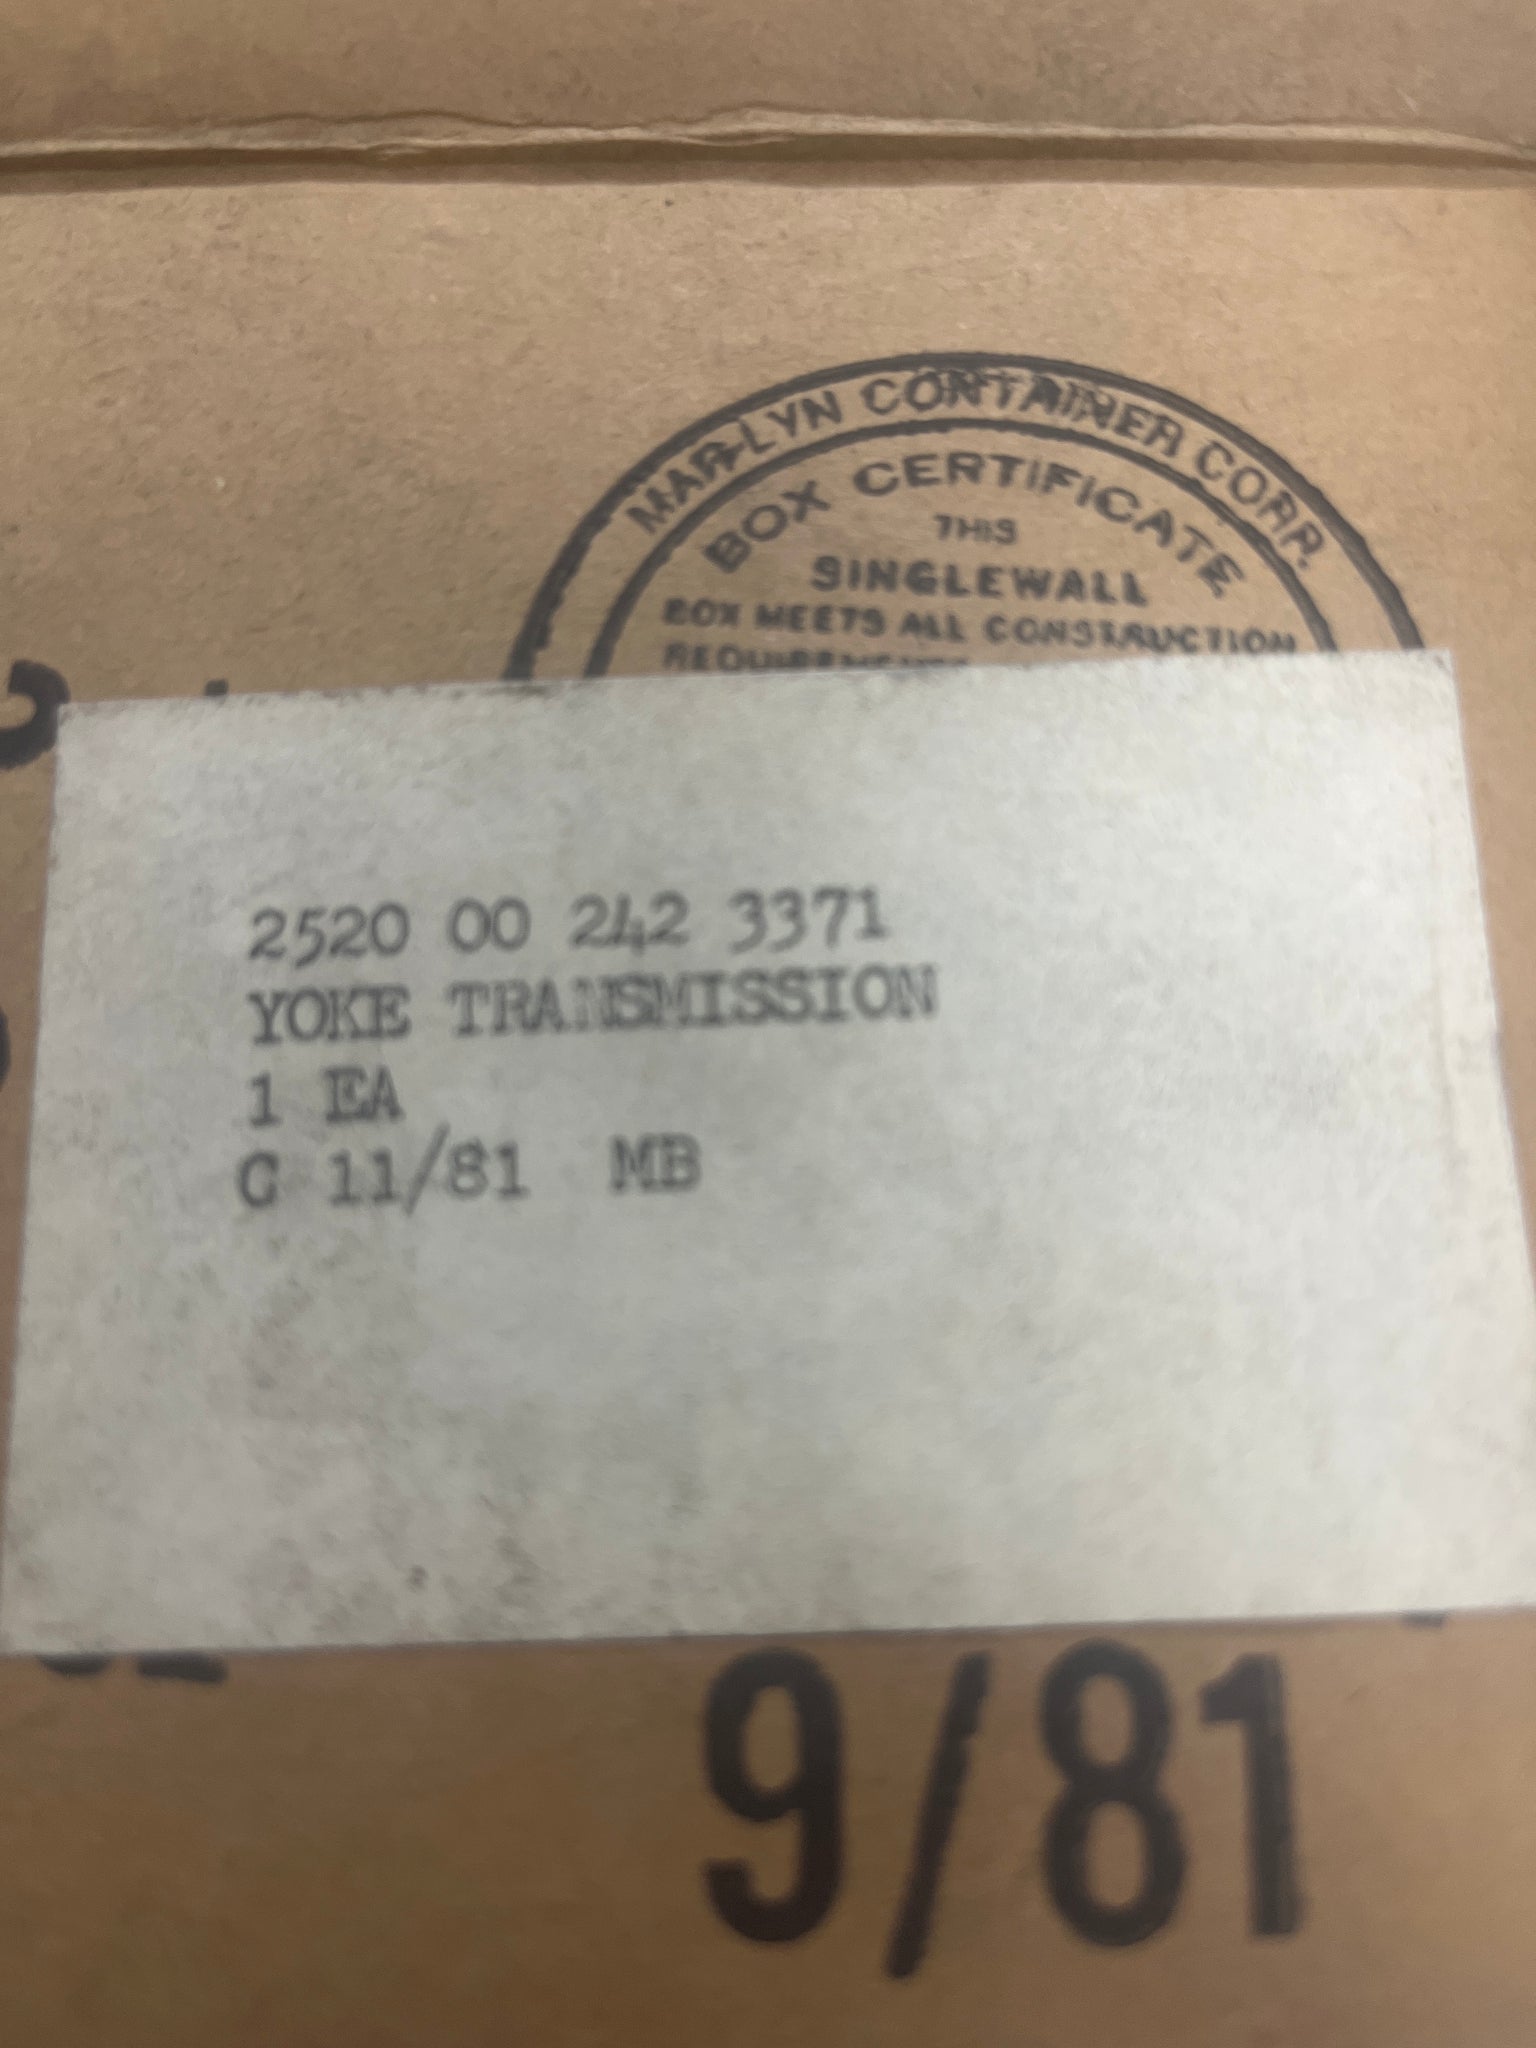 MAR-LYN CONTAINER CORP.
BOX CERTIFICATE
THIS
SINGLEWALL
BOX MEETS ALL CONSTRUCTION
REQUIREMENTS
2520 00 242 3371
YOKE TRANSMISSION
1 EA
C 11/81 MB
9/81